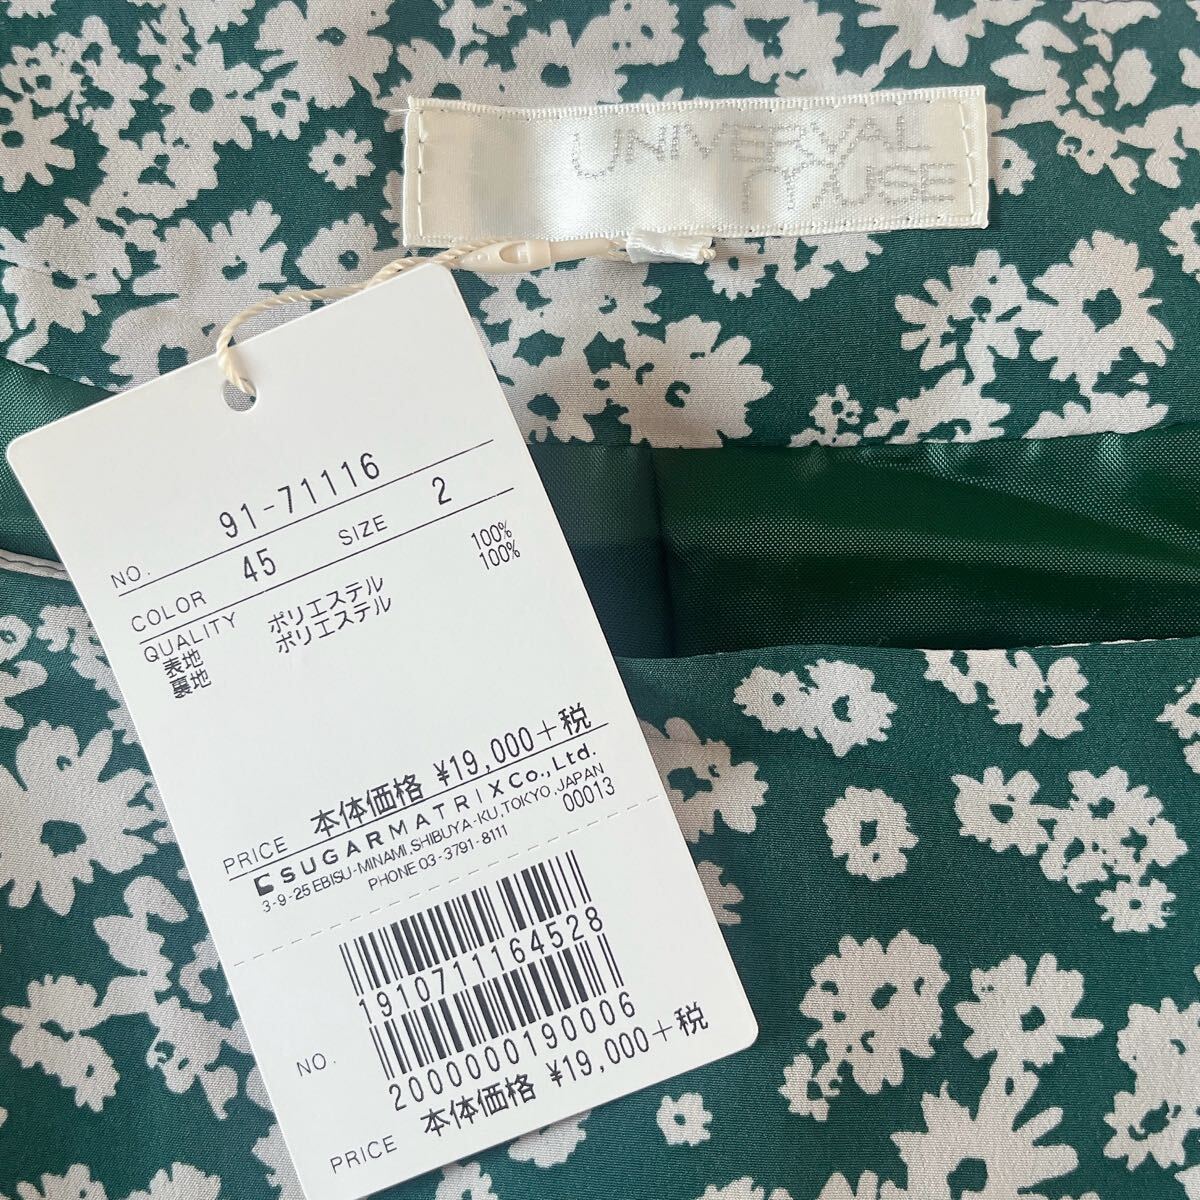 UNIVERVAL
MUSE
NO. 91-71116
COLOR 45 SIZE 2
QUALITY
表地 ポリエステル 100%
裏地 ポリエステル 100%
PRICE 本体価格 ¥19,000+税
SUGARMATRIX Co., Ltd.
3-9-25 EBISU-MINAMI, SHIBUYA-KU, TOKYO, JAPAN
PHONE 03-3791-8111 00013
1910711164528
NO.
2000000190006
PRICE 本体価格 ¥19,000+税